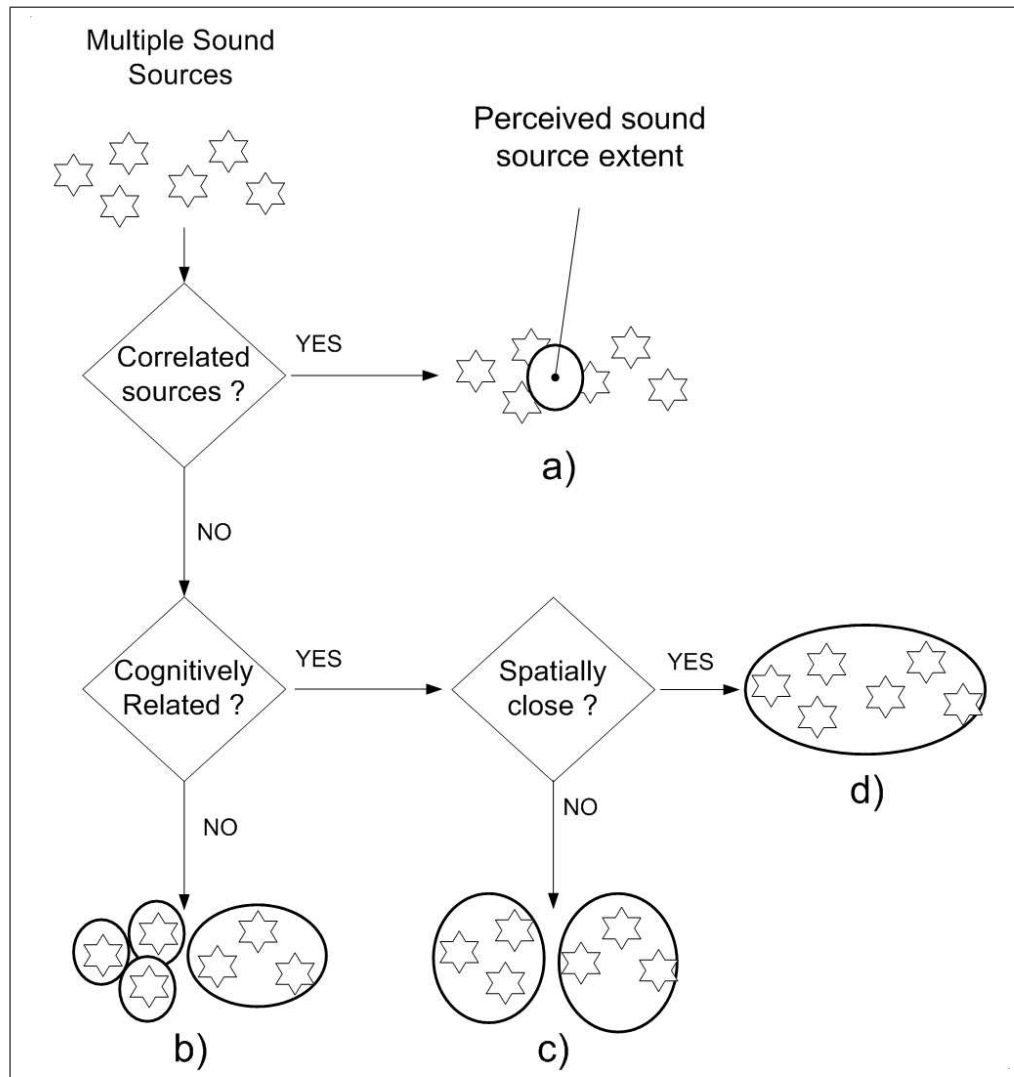 Multiple Sound
Sources
Perceived sound
source extent
Correlated
sources ?
YES
a)
NO
Cognitively
Related ?
YES
Spatially
close ?
YES
d)
NO
NO
b)
c)